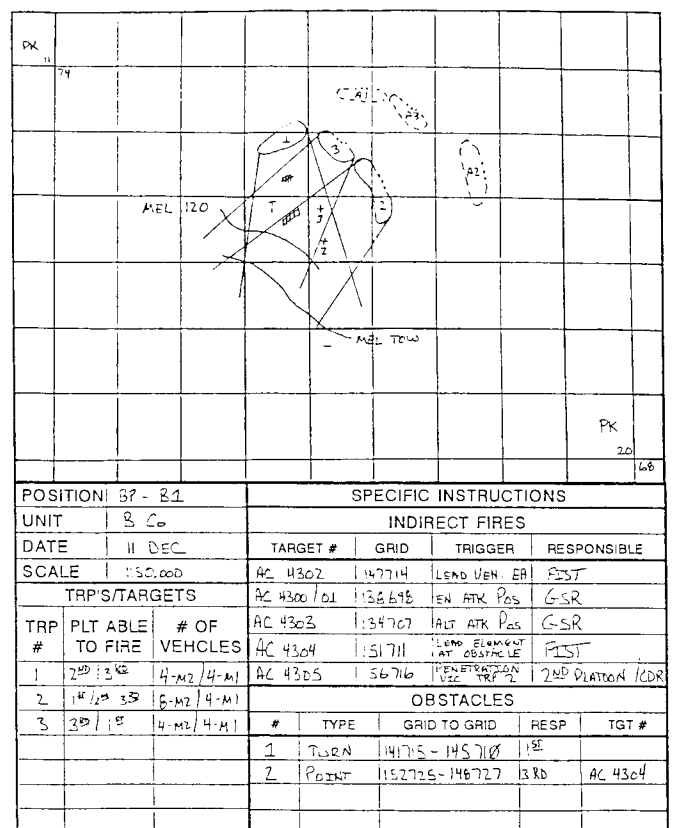 PK
11
74
A1
A3
A2
1
3
2
MEL 120
T
+
3
+
2
MEL TOW
PK
20
68
POSITION BP - B1
UNIT B Co
DATE 11 DEC
SCALE 1:50,000
TRP'S/TARGETS
TRP # PLT ABLE TO FIRE # OF VEHCLES
1 2ND / 3RD 4-M2/4-M1
2 1ST/2ND 3RD 8-M2/4-M1
3 3RD / 1ST 4-M2/4-M1
SPECIFIC INSTRUCTIONS
INDIRECT FIRES
TARGET # GRID TRIGGER RESPONSIBLE
AC 4302 147714 LEAD VEH. EA FIST
AC 4300/01 138698 EN ATK POS GSR
AC 4303 134707 ALT ATK POS GSR
AC 4304 151711 LEAD ELEMENT AT OBSTACLE FIST
AC 4305 156716 PENETRATION VIC TRP 2 2ND PLATOON /CDR
OBSTACLES
# TYPE GRID TO GRID RESP TGT #
1 TURN 141715 - 145710 1ST
2 POINT 152725 - 148727 3RD AC 4304